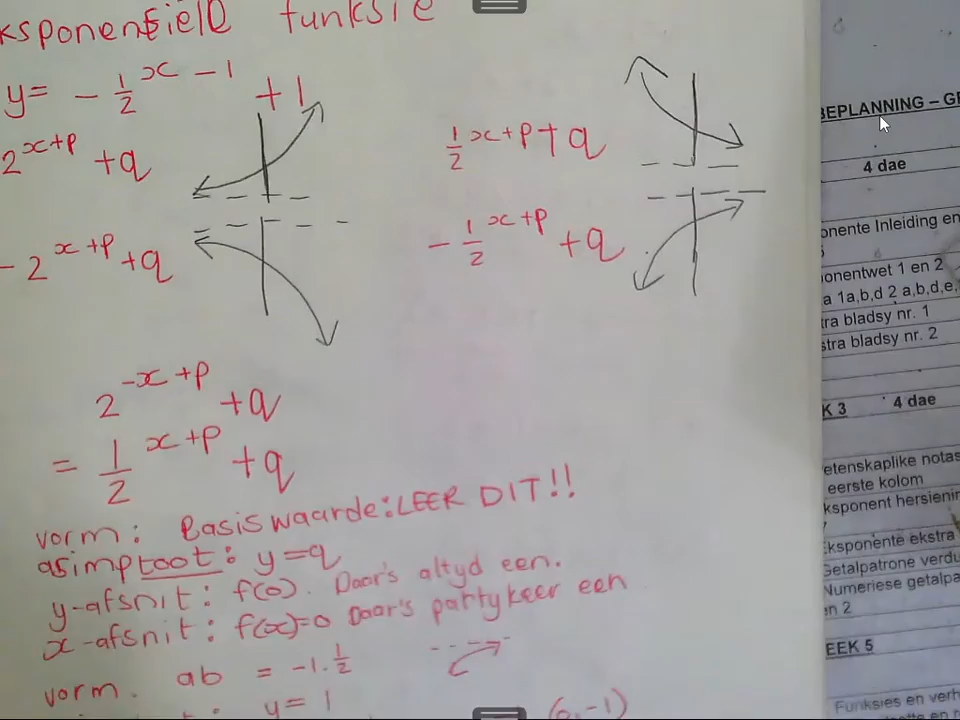 ksponensiële funksie
y = -½^(x-1) + 1
2^(x+p) + q
-2^(x+p) + q
½^(x+p) + q
-½^(x+p) + q
2^(-x+p) + q
= ½^(x+p) + q
vorm: Basiswaarde: LEER DIT!!
asimptoot: y = q
y-afsnit: f(0). Daar's altyd een.
x-afsnit: f(x)=0 Daar's partykeer een
vorm. ab = -1.½
y = 1
(0,-1)
BEPLANNING – GE
4 dae
onente Inleiding en
onentwet 1 en 2
a 1a,b,d 2 a,b,d,e,
tra bladsy nr. 1
stra bladsy nr. 2
K 3 4 dae
etenskaplike notas
eerste kolom
ksponent hersienin
Eksponente ekstra
Getalpatrone verdu
Numeriese getalpa
en 2
EEK 5
Funksies en verh